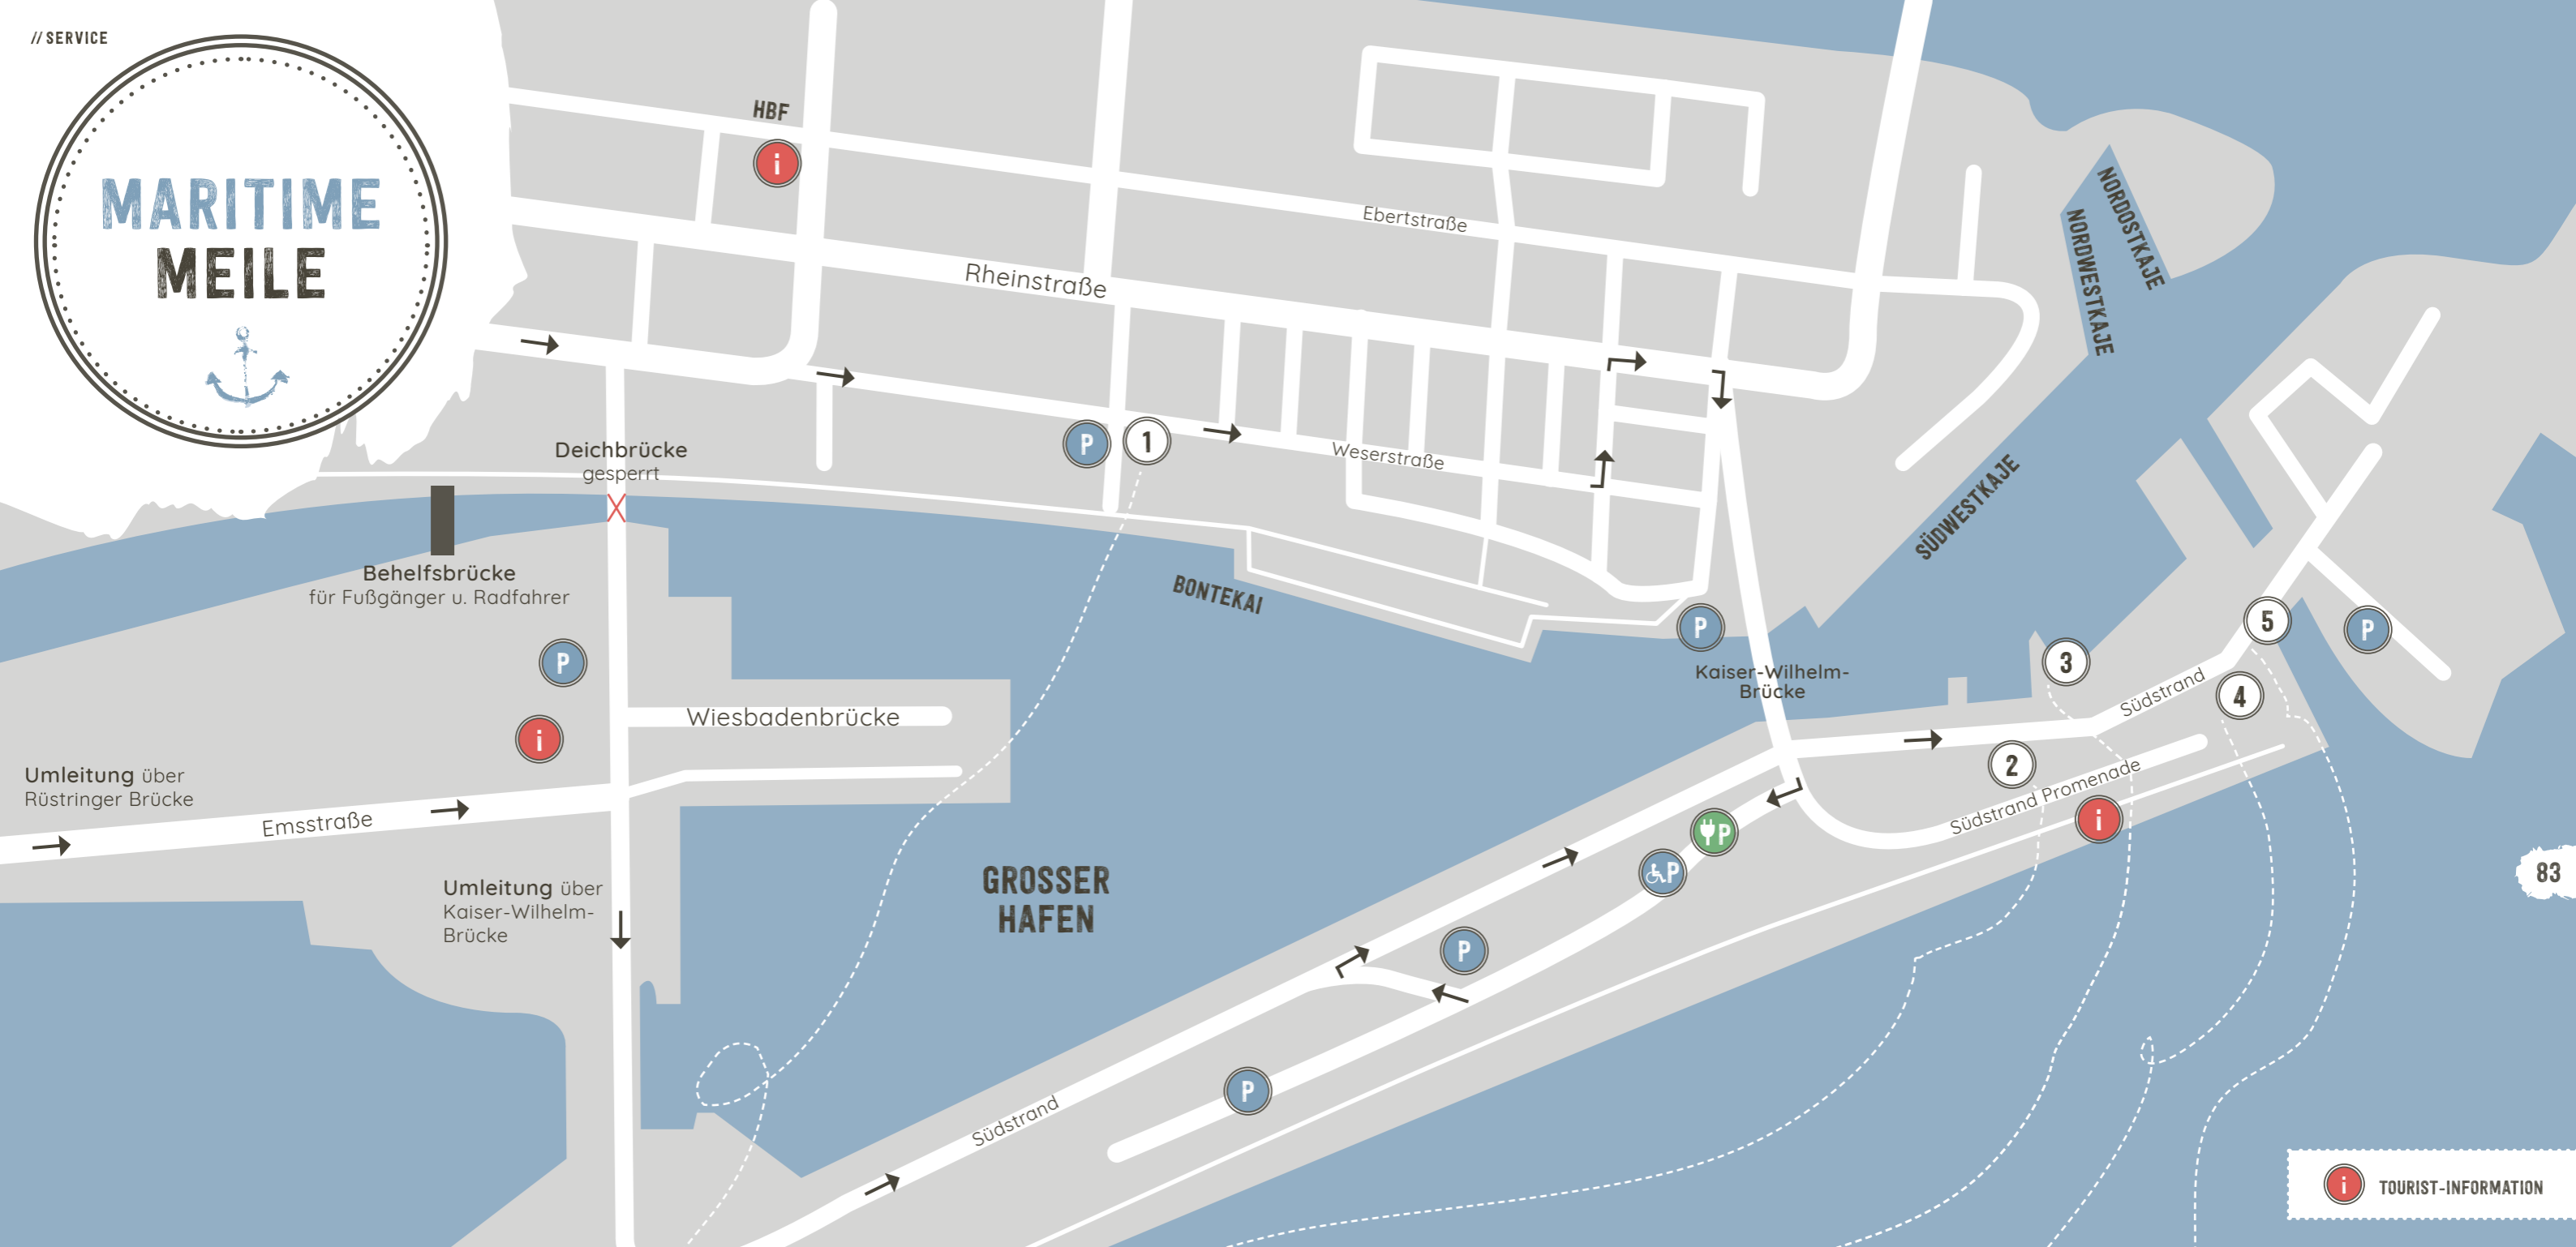 // SERVICE
MARITIME
MEILE
HBF
i
Ebertstraße
Rheinstraße
NORDOSTKAJE
NORDWESTKAJE
P
1
Weserstraße
Deichbrücke
gesperrt
SÜDWESTKAJE
Behelfsbrücke
für Fußgänger u. Radfahrer
BONTEKAI
P
Kaiser-Wilhelm-
Brücke
P
i
Wiesbadenbrücke
3
5
P
4
Südstrand
2
Südstrand Promenade
i
Umleitung über
Rüstringer Brücke
Emsstraße
P
P
Umleitung über
Kaiser-Wilhelm-
Brücke
GROSSER
HAFEN
P
83
P
Südstrand
i TOURIST-INFORMATION